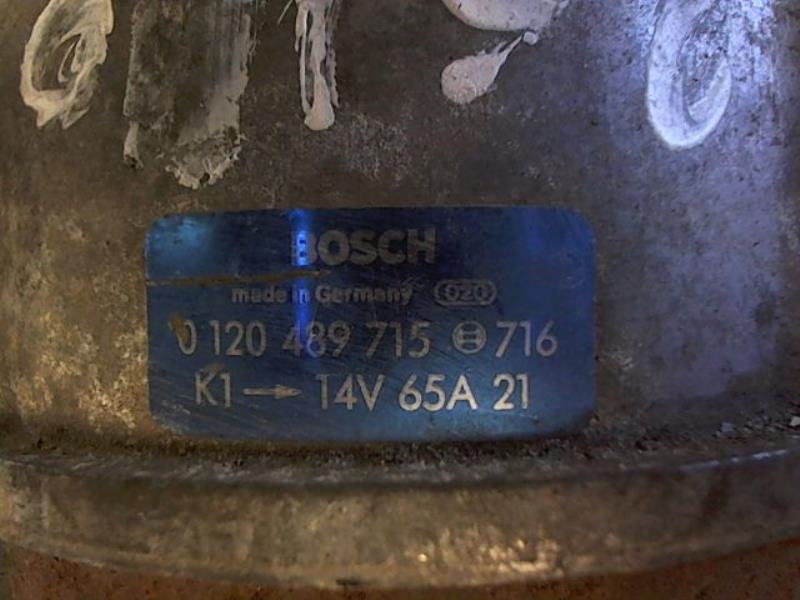 BOSCH
made in Germany 020
0 120 489 715 716
K1 → 14V 65A 21